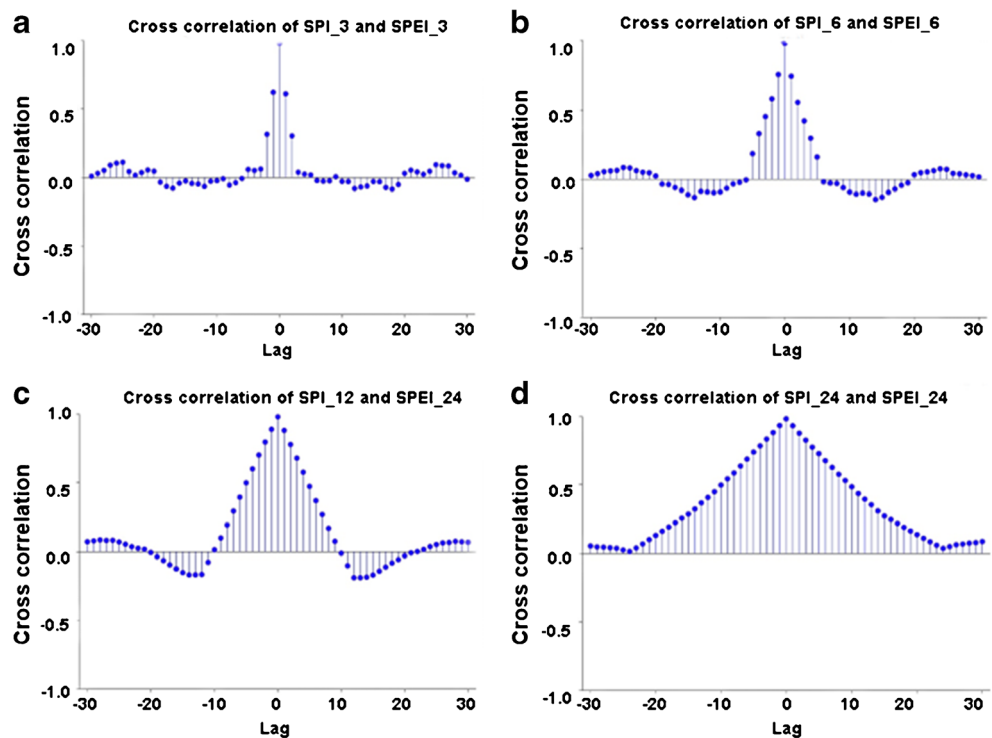 a
Cross correlation of SPI_3 and SPEI_3
Cross correlation
1.0
0.5
0.0
-0.5
-1.0
-30 -20 -10 0 10 20 30
Lag
b
Cross correlation of SPI_6 and SPEI_6
Cross correlation
1.0
0.5
0.0
-0.5
-1.0
-30 -20 -10 0 10 20 30
Lag
c
Cross correlation of SPI_12 and SPEI_24
Cross correlation
1.0
0.5
0.0
-0.5
-1.0
-30 -20 -10 0 10 20 30
Lag
d
Cross correlation of SPI_24 and SPEI_24
Cross correlation
1.0
0.5
0.0
-0.5
-1.0
-30 -20 -10 0 10 20 30
Lag